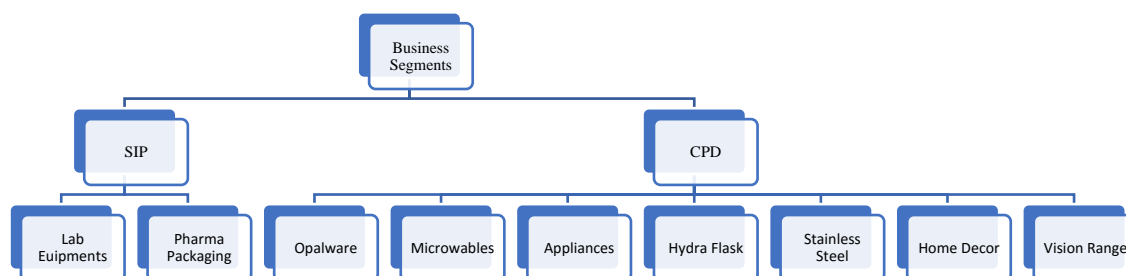 Business
Segments
SIP
CPD
Lab
Euipments
Pharma
Packaging
Opalware
Microwables
Appliances
Hydra Flask
Stainless
Steel
Home Decor
Vision Range